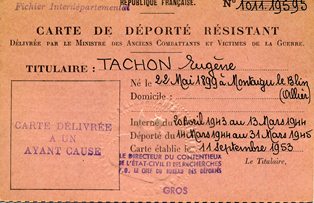 Fichier Interdépartemental
RÉPUBLIQUE FRANÇAISE.
N° 1011.19593
CARTE DE DÉPORTÉ RÉSISTANT
DÉLIVRÉE PAR LE MINISTRE DES ANCIENS COMBATTANTS ET VICTIMES DE LA GUERRE.
TITULAIRE : TACHON Eugène
Né le 22 Mai 1899 à Montaigu le Blin
(Allier)
Domicile :
Interné du 20 Avril 1943 au 13 Mars 1944
Déporté du 14 Mars 1944 au 31 Mars 1945
Carte établie le 11 Septembre 1953
CARTE DÉLIVRÉE
A UN
AYANT CAUSE
LE DIRECTEUR DU CONTENTIEUX
DE L'ÉTAT-CIVIL ET DES RECHERCHES
P.O. LE CHEF DU BUREAU DES DÉPORTÉS
Le Titulaire,
GROS